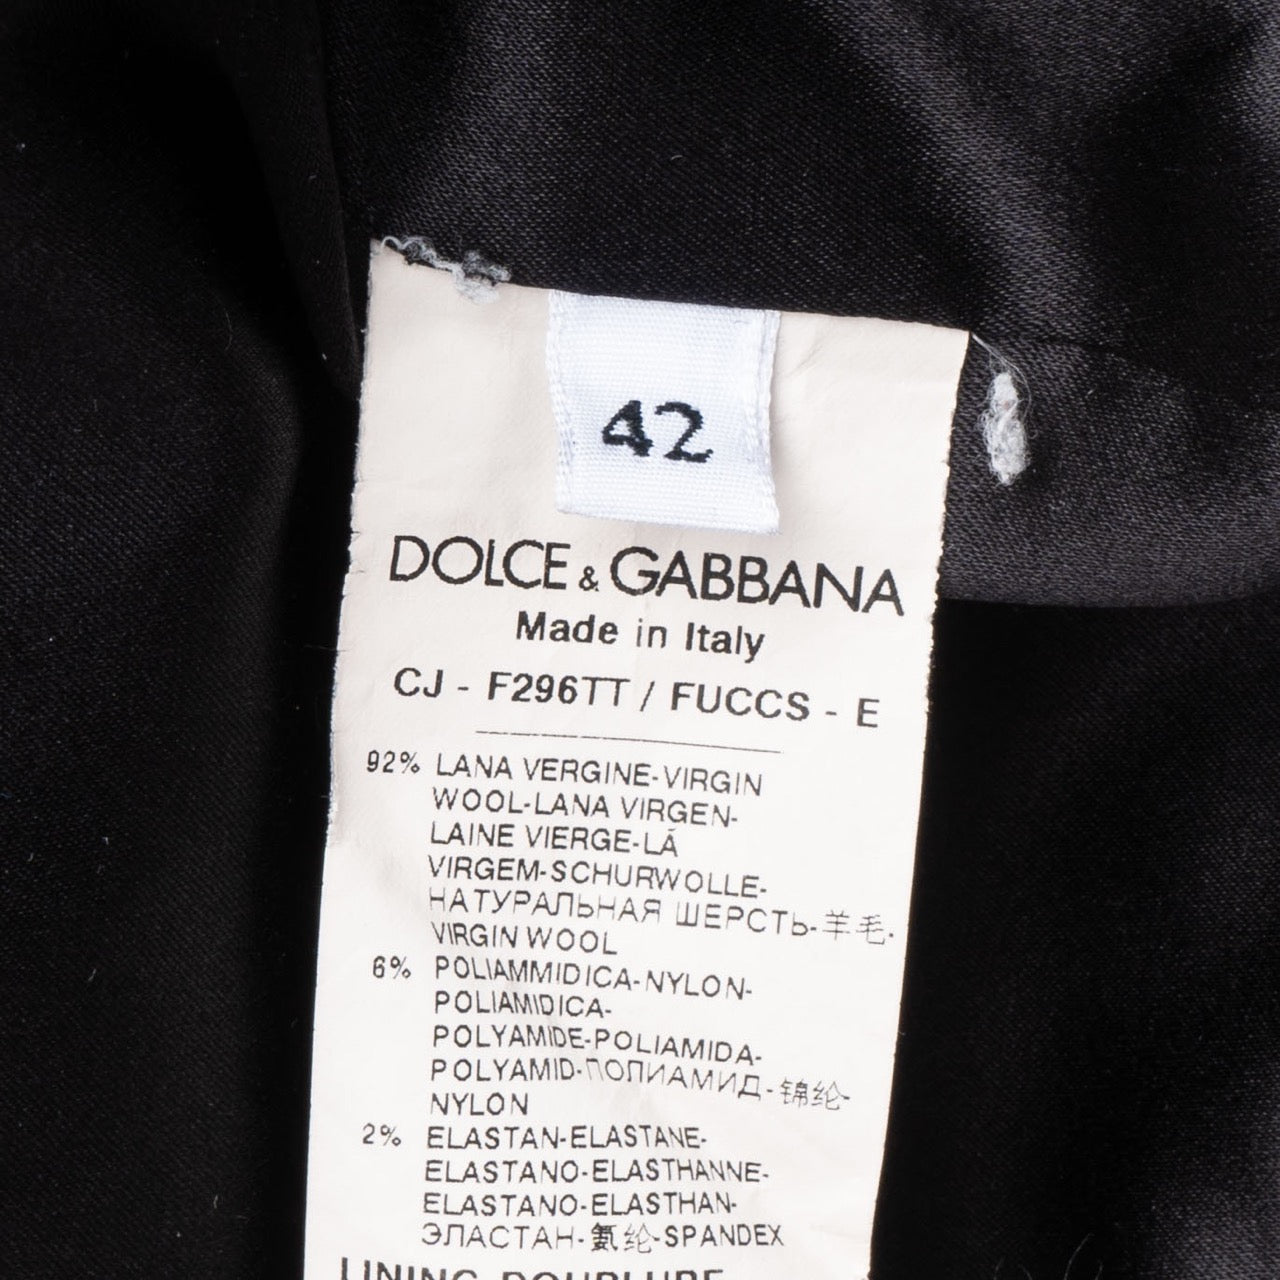 42
DOLCE & GABBANA
Made in Italy
CJ - F296TT / FUCCS - E
92% LANA VERGINE-VIRGIN
WOOL-LANA VIRGEN-
LAINE VIERGE-LÃ
VIRGEM-SCHURWOLLE-
НАТУРАЛЬНАЯ ШЕРСТЬ-羊毛-
VIRGIN WOOL
6% POLIAMMIDICA-NYLON-
POLIAMIDICA-
POLYAMIDE-POLIAMIDA-
POLYAMID-ПОЛИАМИД-锦纶-
NYLON
2% ELASTAN-ELASTANE-
ELASTANO-ELASTHANNE-
ELASTANO-ELASTHAN-
ЭЛАСТАН-氨纶-SPANDEX
LINING-DOUBLURE